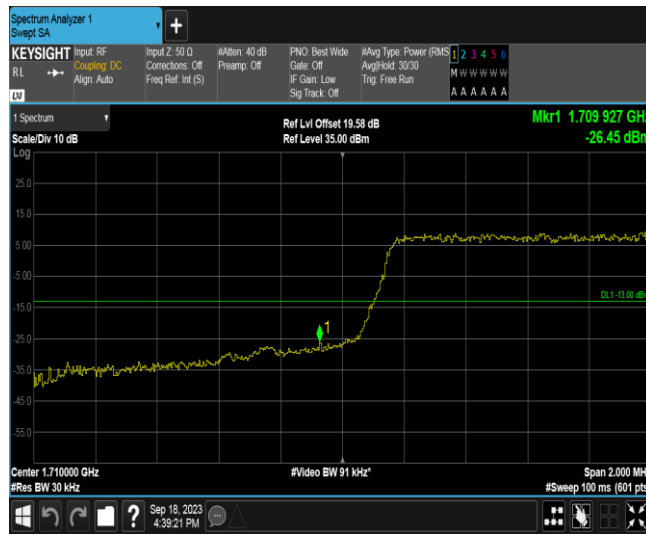 Spectrum Analyzer 1
Swept SA
+
KEYSIGHT
RL
LXI
Input: RF
Coupling: DC
Align: Auto
Input Z: 50 Ω
Corrections: Off
Freq Ref: Int (S)
#Atten: 40 dB
Preamp: Off
PNO: Best Wide
Gate: Off
IF Gain: Low
Sig Track: Off
#Avg Type: Power (RMS
Avg|Hold: 30/30
Trig: Free Run
1 2 3 4 5 6
M W W W W W
A A A A A A
1 Spectrum
Scale/Div 10 dB
Log
Ref Lvl Offset 19.58 dB
Ref Level 35.00 dBm
Mkr1 1.709 927 GHz
-26.45 dBm
25.0
15.0
5.00
-5.00
-15.0
-25.0
-35.0
-45.0
-55.0
DL1 -13.00 dBm
1
Center 1.710000 GHz
#Res BW 30 kHz
#Video BW 91 kHz*
Span 2.000 MH
#Sweep 100 ms (601 pts
?
Sep 18, 2023
4:39:21 PM